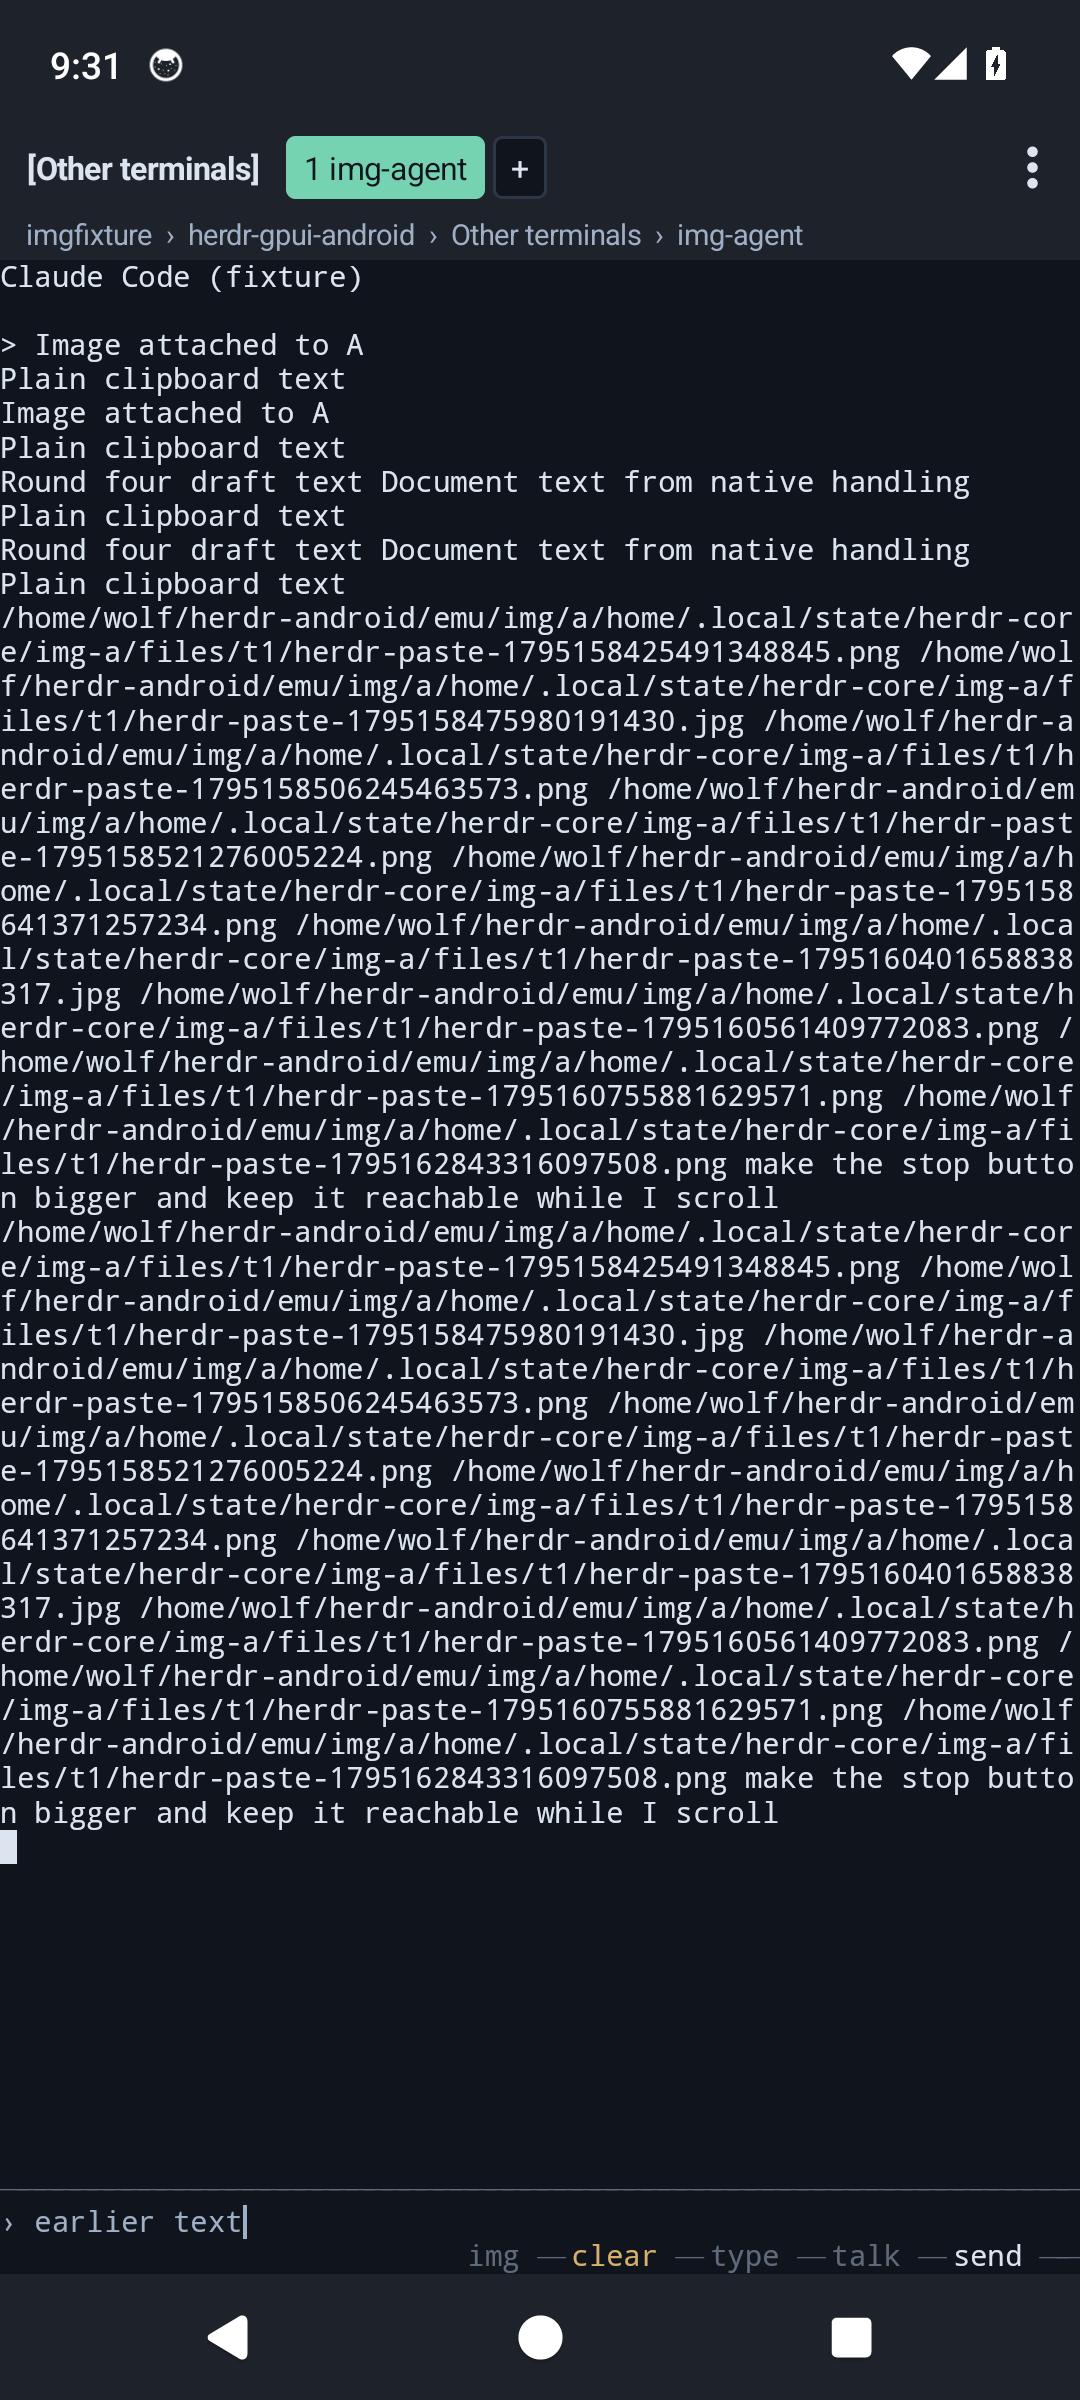 9:31
[Other terminals] 1 img-agent +
imgfixture › herdr-gpui-android › Other terminals › img-agent
Claude Code (fixture)
> Image attached to A
Plain clipboard text
Image attached to A
Plain clipboard text
Round four draft text Document text from native handling
Plain clipboard text
Round four draft text Document text from native handling
Plain clipboard text
/home/wolf/herdr-android/emu/img/a/home/.local/state/herdr-cor
e/img-a/files/t1/herdr-paste-1795158425491348845.png /home/wol
f/herdr-android/emu/img/a/home/.local/state/herdr-core/img-a/f
iles/t1/herdr-paste-1795158475980191430.jpg /home/wolf/herdr-a
ndroid/emu/img/a/home/.local/state/herdr-core/img-a/files/t1/h
erdr-paste-1795158506245463573.png /home/wolf/herdr-android/em
u/img/a/home/.local/state/herdr-core/img-a/files/t1/herdr-past
e-1795158521276005224.png /home/wolf/herdr-android/emu/img/a/h
ome/.local/state/herdr-core/img-a/files/t1/herdr-paste-1795158
641371257234.png /home/wolf/herdr-android/emu/img/a/home/.loca
l/state/herdr-core/img-a/files/t1/herdr-paste-1795160401658838
317.jpg /home/wolf/herdr-android/emu/img/a/home/.local/state/h
erdr-core/img-a/files/t1/herdr-paste-1795160561409772083.png /
home/wolf/herdr-android/emu/img/a/home/.local/state/herdr-core
/img-a/files/t1/herdr-paste-1795160755881629571.png /home/wolf
/herdr-android/emu/img/a/home/.local/state/herdr-core/img-a/fi
les/t1/herdr-paste-1795162843316097508.png make the stop butto
n bigger and keep it reachable while I scroll
/home/wolf/herdr-android/emu/img/a/home/.local/state/herdr-cor
e/img-a/files/t1/herdr-paste-1795158425491348845.png /home/wol
f/herdr-android/emu/img/a/home/.local/state/herdr-core/img-a/f
iles/t1/herdr-paste-1795158475980191430.jpg /home/wolf/herdr-a
ndroid/emu/img/a/home/.local/state/herdr-core/img-a/files/t1/h
erdr-paste-1795158506245463573.png /home/wolf/herdr-android/em
u/img/a/home/.local/state/herdr-core/img-a/files/t1/herdr-past
e-1795158521276005224.png /home/wolf/herdr-android/emu/img/a/h
ome/.local/state/herdr-core/img-a/files/t1/herdr-paste-1795158
641371257234.png /home/wolf/herdr-android/emu/img/a/home/.loca
l/state/herdr-core/img-a/files/t1/herdr-paste-1795160401658838
317.jpg /home/wolf/herdr-android/emu/img/a/home/.local/state/h
erdr-core/img-a/files/t1/herdr-paste-1795160561409772083.png /
home/wolf/herdr-android/emu/img/a/home/.local/state/herdr-core
/img-a/files/t1/herdr-paste-1795160755881629571.png /home/wolf
/herdr-android/emu/img/a/home/.local/state/herdr-core/img-a/fi
les/t1/herdr-paste-1795162843316097508.png make the stop butto
n bigger and keep it reachable while I scroll
› earlier text
img — clear — type — talk — send —